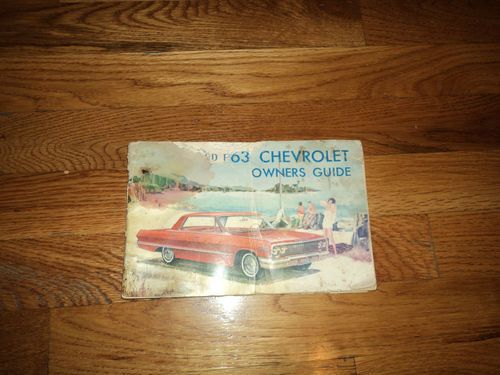 63 CHEVROLET
OWNERS GUIDE